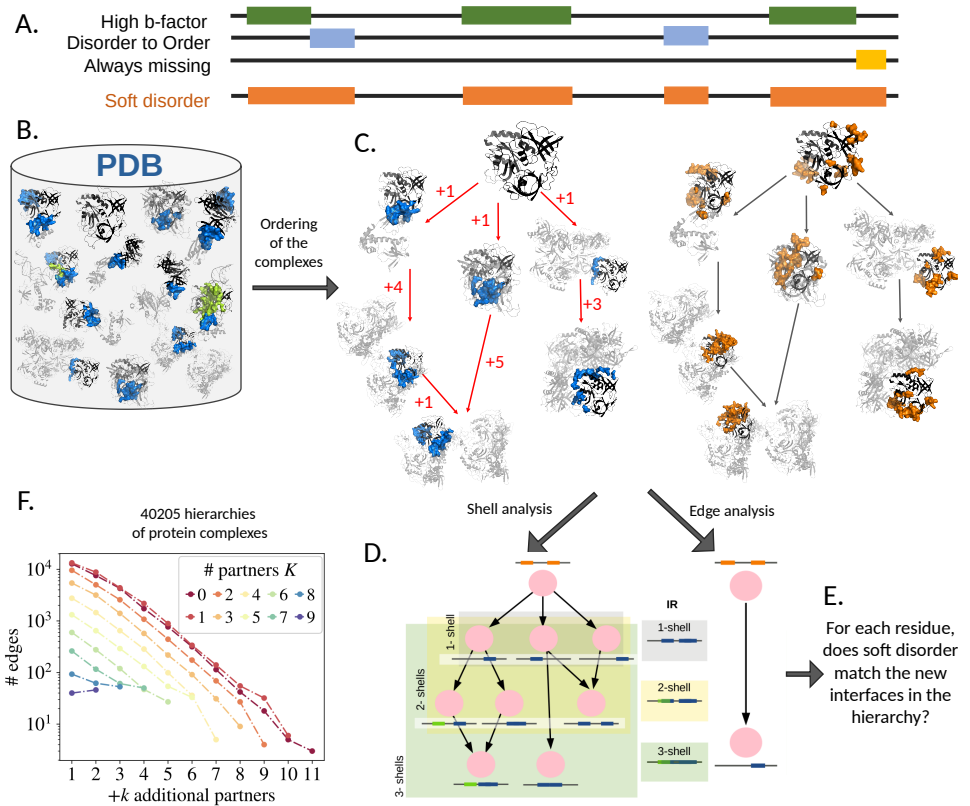 A.
High b-factor
Disorder to Order
Always missing
Soft disorder
B.
PDB
Ordering
of the
complexes
C.
+1
+1
+1
+4
+3
+5
+1
Shell analysis
Edge analysis
D.
1- shell
2- shells
3- shells
IR
1-shell
2-shell
3-shell
E.
For each residue,
does soft disorder
match the new
interfaces in the
hierarchy?
F.
40205 hierarchies
of protein complexes
# partners K
0 2 4 6 8
1 3 5 7 9
# edges
10^4
10^3
10^2
10^1
1 2 3 4 5 6 7 8 9 10 11
+k additional partners